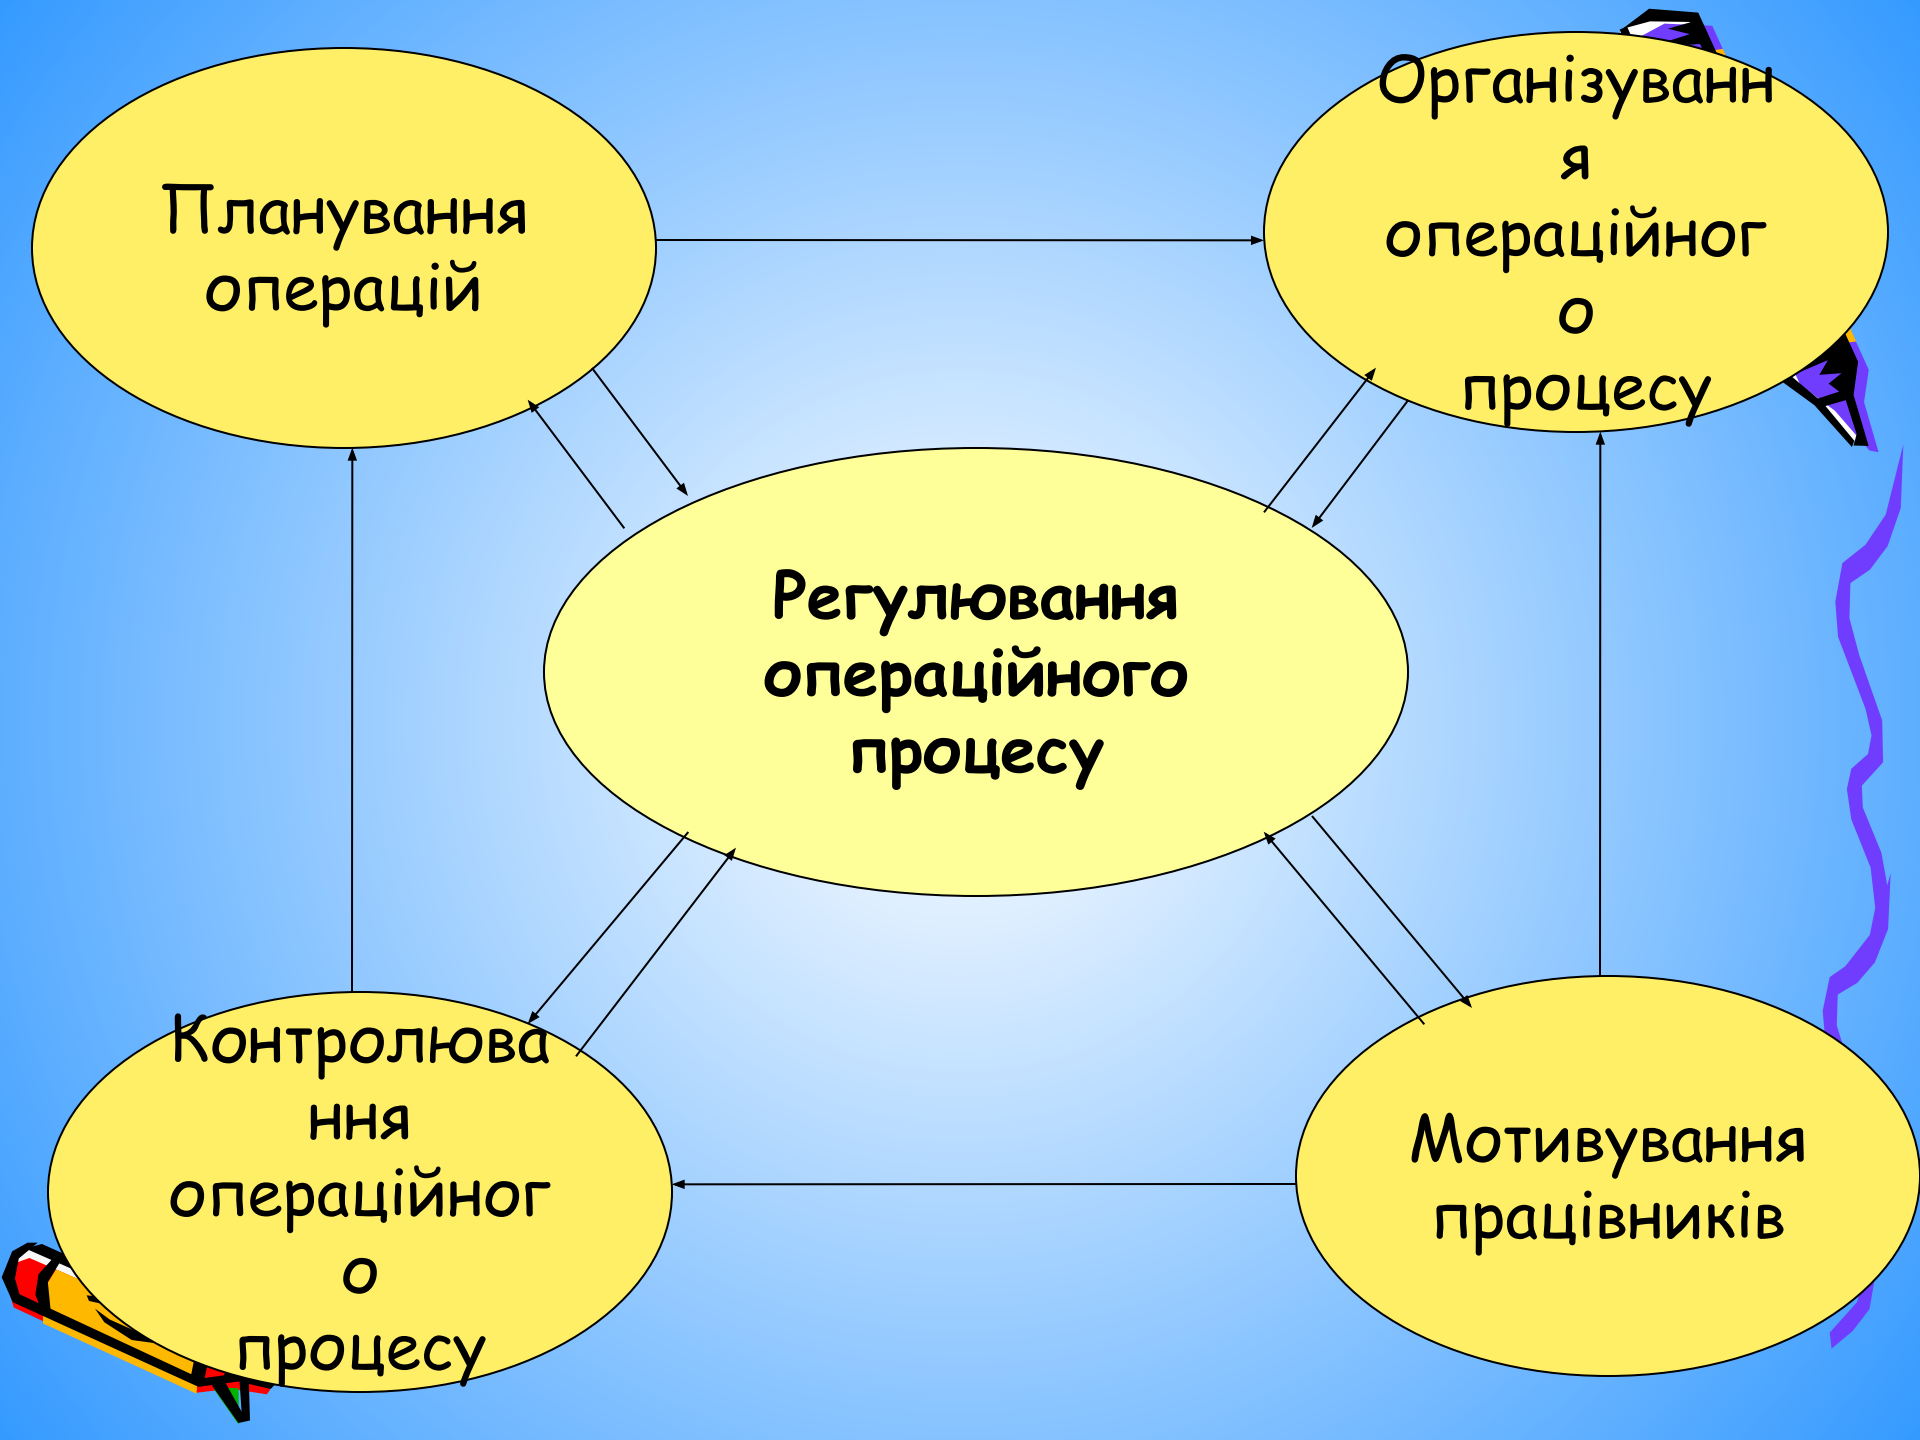 Планування
операцій
Організуванн
я
операційног
о
процесу
Регулювання
операційного
процесу
Контролюва
ння
операційног
о
процесу
Мотивування
працівників